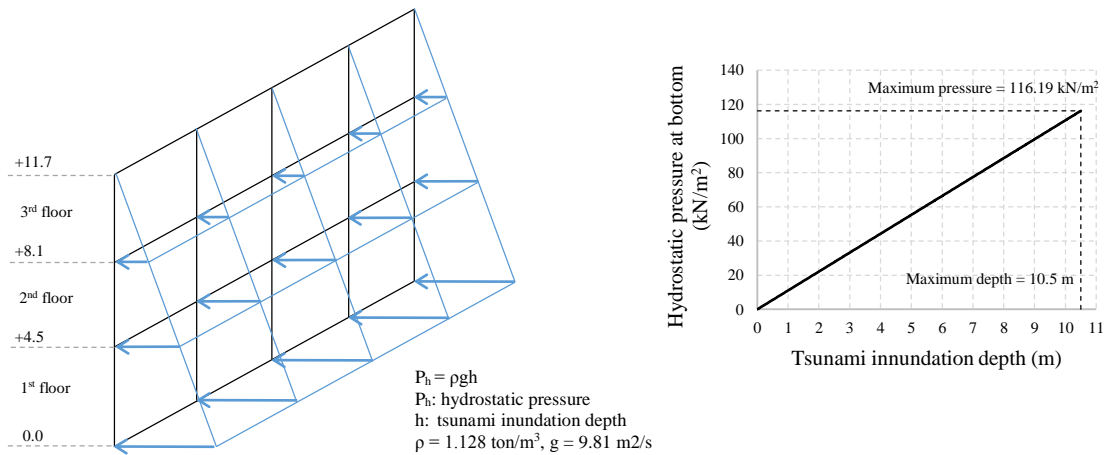 +11.7
3rd floor
+8.1
2nd floor
+4.5
1st floor
0.0
Ph = ρgh
Ph: hydrostatic pressure
h: tsunami inundation depth
ρ = 1.128 ton/m3, g = 9.81 m2/s
Hydrostatic pressure at bottom
(kN/m2)
140
120
100
80
60
40
20
0
Maximum pressure = 116.19 kN/m2
Maximum depth = 10.5 m
0 1 2 3 4 5 6 7 8 9 10 11
Tsunami innundation depth (m)